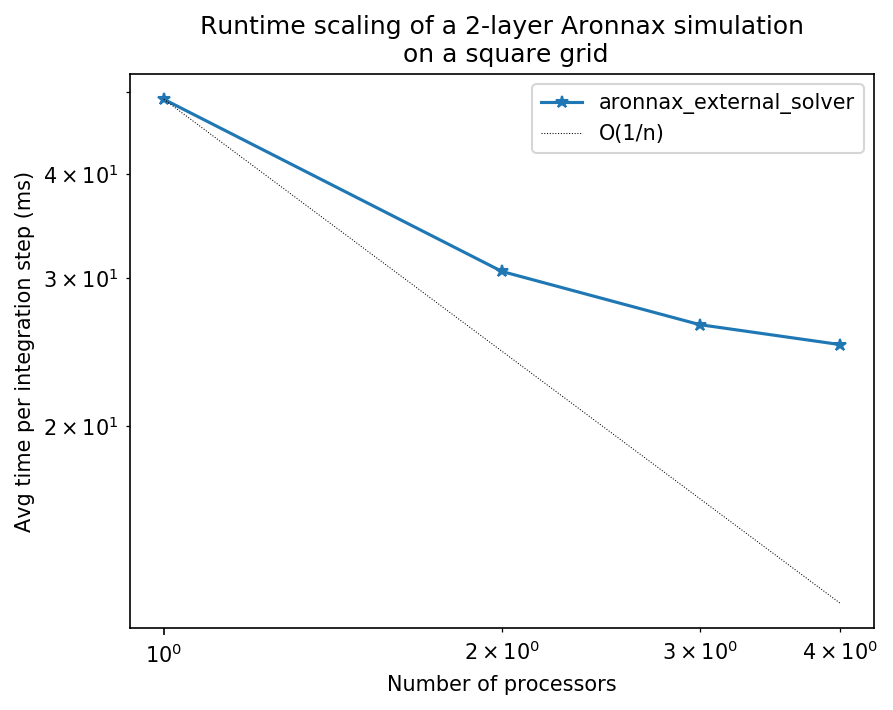 Runtime scaling of a 2-layer Aronnax simulation
on a square grid
aronnax_external_solver
O(1/n)
Avg time per integration step (ms)
4 × 10¹
3 × 10¹
2 × 10¹
10⁰
2 × 10⁰
3 × 10⁰
4 × 10⁰
Number of processors